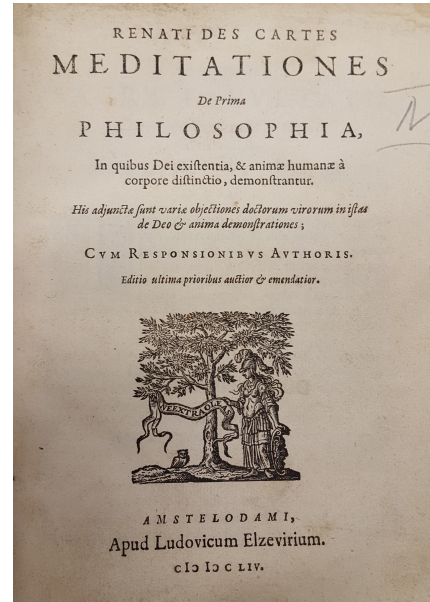 RENATI DES CARTES
MEDITATIONES
De Prima
PHILOSOPHIA,
In quibus Dei exiſtentia, & animæ humanæ à
corpore diſtinctio, demonſtrantur.
His adjunctæ ſunt variæ objectiones doctorum virorum in iſtas
de Deo & anima demonſtrationes;
CVM RESPONSIONIBVS AVTHORIS.
Editio ultima prioribus auctior & emendatior.
NE EXTRA OLEAS
AMSTELODAMI,
Apud Ludovicum Elzevirium.
cIↃ IↃ C LIV.